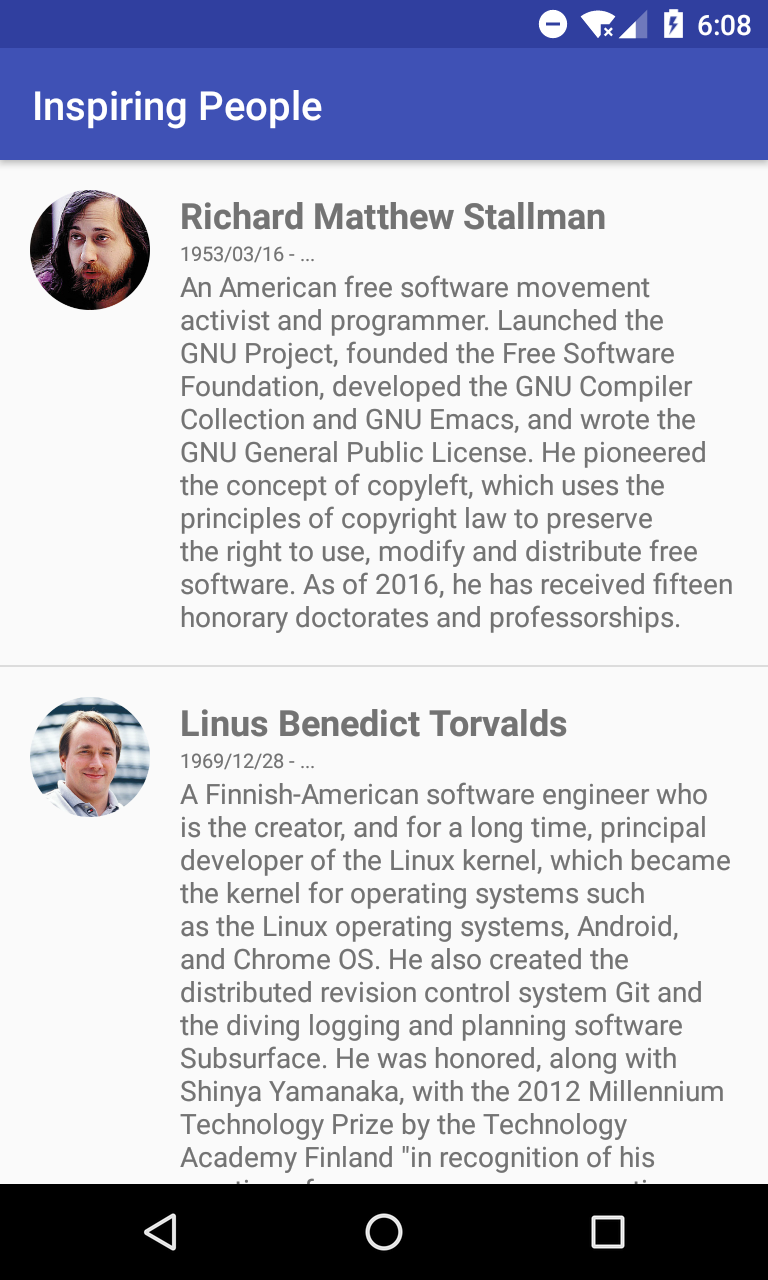 6:08
Inspiring People
Richard Matthew Stallman
1953/03/16 - ...
An American free software movement
activist and programmer. Launched the
GNU Project, founded the Free Software
Foundation, developed the GNU Compiler
Collection and GNU Emacs, and wrote the
GNU General Public License. He pioneered
the concept of copyleft, which uses the
principles of copyright law to preserve
the right to use, modify and distribute free
software. As of 2016, he has received fifteen
honorary doctorates and professorships.
Linus Benedict Torvalds
1969/12/28 - ...
A Finnish-American software engineer who
is the creator, and for a long time, principal
developer of the Linux kernel, which became
the kernel for operating systems such
as the Linux operating systems, Android,
and Chrome OS. He also created the
distributed revision control system Git and
the diving logging and planning software
Subsurface. He was honored, along with
Shinya Yamanaka, with the 2012 Millennium
Technology Prize by the Technology
Academy Finland "in recognition of his